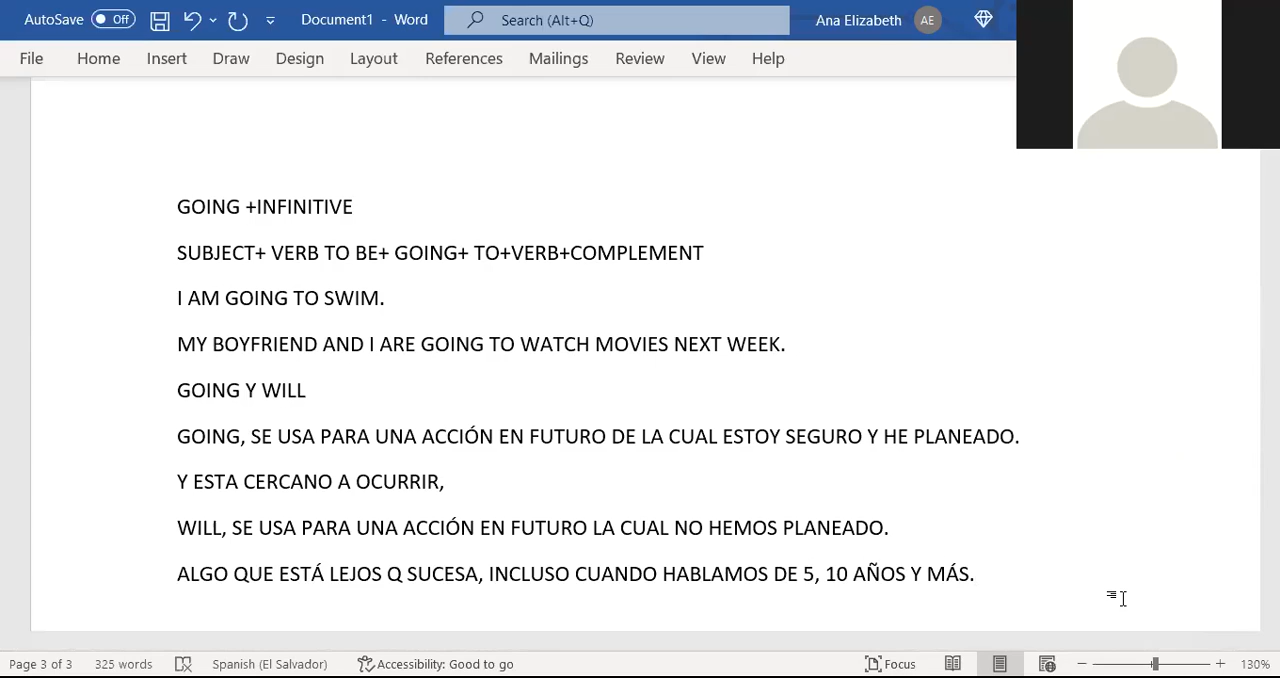 AutoSave Off Document1 - Word Search (Alt+Q) Ana Elizabeth AE
File Home Insert Draw Design Layout References Mailings Review View Help
GOING +INFINITIVE
SUBJECT+ VERB TO BE+ GOING+ TO+VERB+COMPLEMENT
I AM GOING TO SWIM.
MY BOYFRIEND AND I ARE GOING TO WATCH MOVIES NEXT WEEK.
GOING Y WILL
GOING, SE USA PARA UNA ACCIÓN EN FUTURO DE LA CUAL ESTOY SEGURO Y HE PLANEADO.
Y ESTA CERCANO A OCURRIR,
WILL, SE USA PARA UNA ACCIÓN EN FUTURO LA CUAL NO HEMOS PLANEADO.
ALGO QUE ESTÁ LEJOS Q SUCESA, INCLUSO CUANDO HABLAMOS DE 5, 10 AÑOS Y MÁS.
Page 3 of 3 325 words Spanish (El Salvador) Accessibility: Good to go Focus 130%